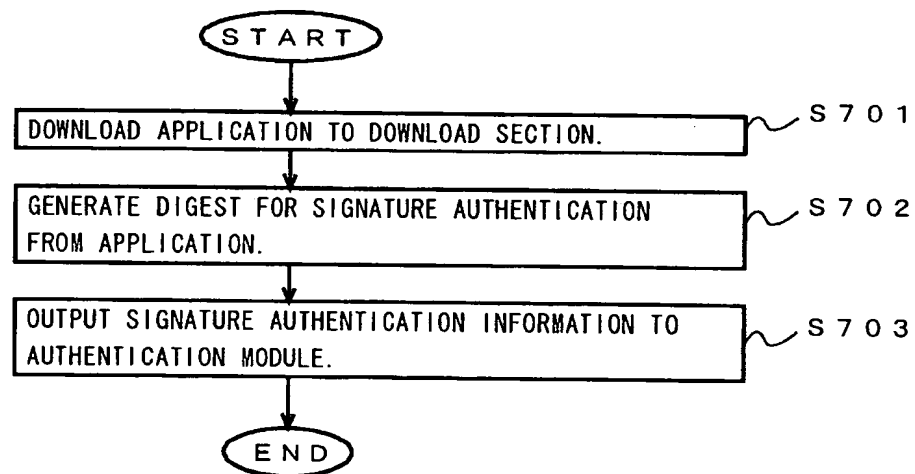 START
DOWNLOAD APPLICATION TO DOWNLOAD SECTION.
S701
GENERATE DIGEST FOR SIGNATURE AUTHENTICATION
FROM APPLICATION.
S702
OUTPUT SIGNATURE AUTHENTICATION INFORMATION TO
AUTHENTICATION MODULE.
S703
END